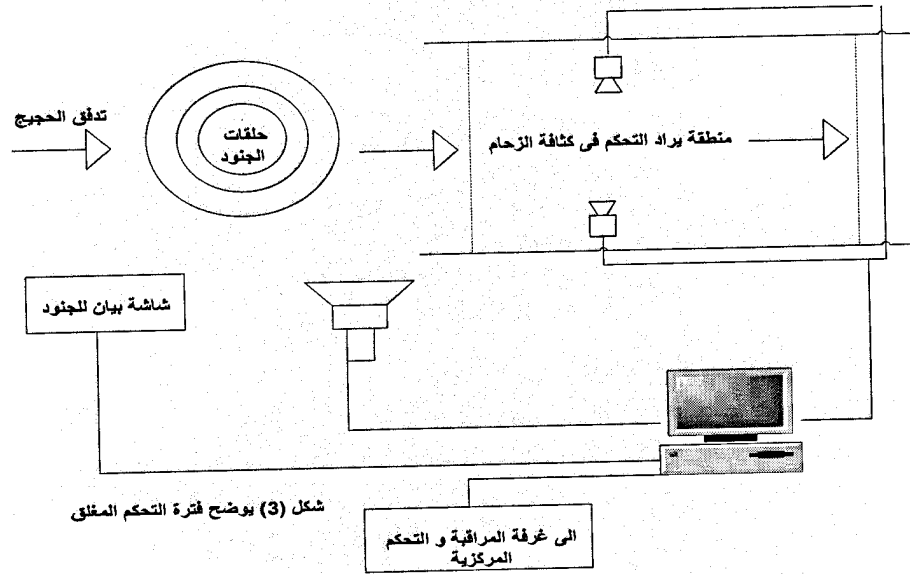 تدفق الحجيج
حلقات
الجنود
منطقة يراد التحكم فى كثافة الزحام
شاشة بيان للجنود
شكل (3) يوضح فترة التحكم المغلق
الى غرفة المراقبة و التحكم
المركزية